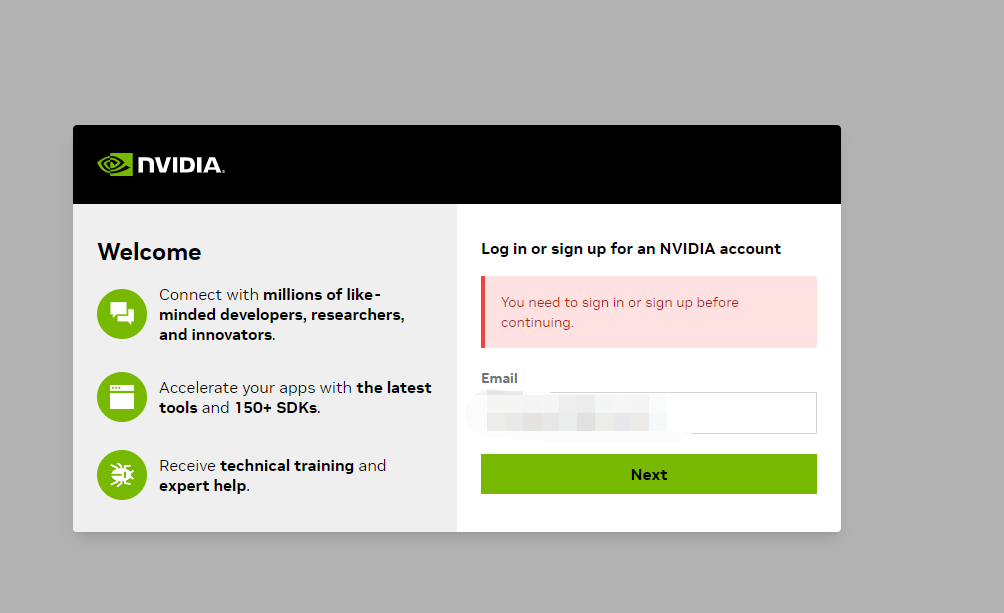 NVIDIA.
Welcome
Connect with millions of like-
minded developers, researchers,
and innovators.
Accelerate your apps with the latest
tools and 150+ SDKs.
Receive technical training and
expert help.
Log in or sign up for an NVIDIA account
You need to sign in or sign up before
continuing.
Email
Next